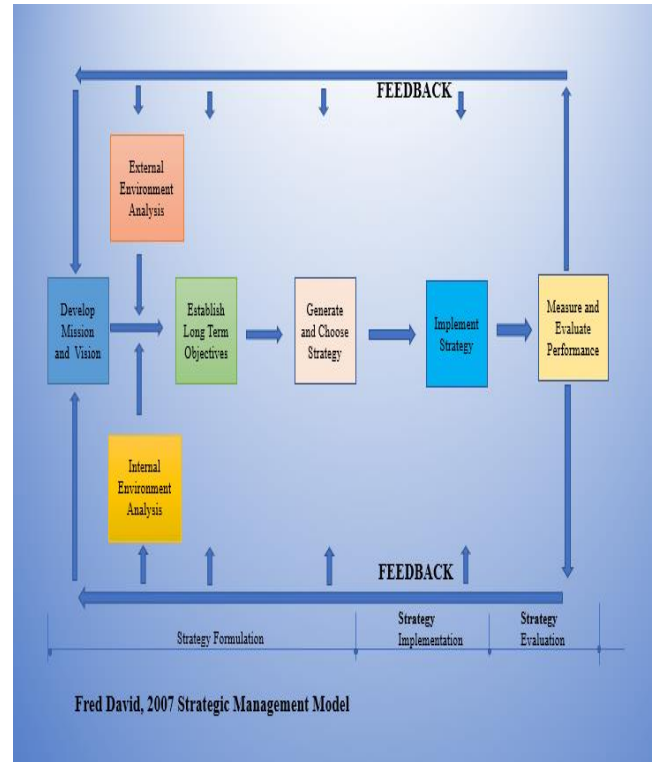 FEEDBACK
External
Environment
Analysis
Develop
Mission
and Vision
Establish
Long Term
Objectives
Generate
and Choose
Strategy
Implement
Strategy
Measure and
Evaluate
Performance
Internal
Environment
Analysis
FEEDBACK
Strategy Formulation
Strategy
Implementation
Strategy
Evaluation
Fred David, 2007 Strategic Management Model